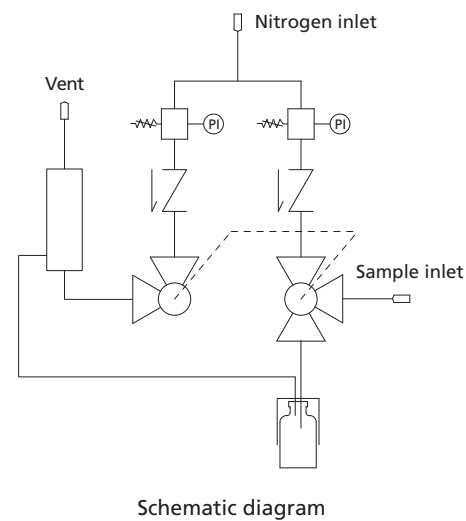 Nitrogen inlet
Vent
PI
PI
Sample inlet
Schematic diagram